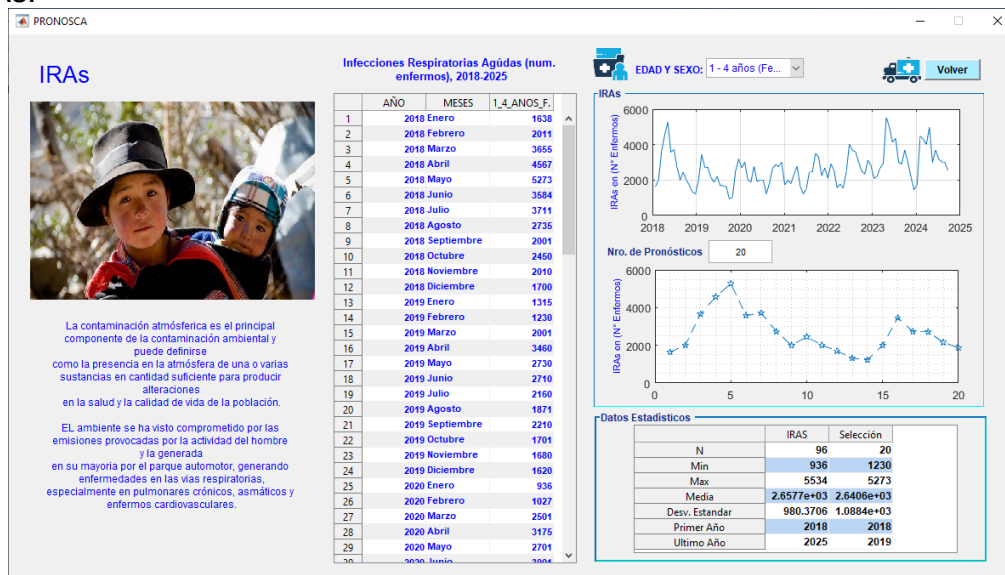 AS.
PRONOSCA
IRAs
La contaminación atmósferica es el principal
componente de la contaminación ambiental y
puede definirse
como la presencia en la atmósfera de una o varias
sustancias en cantidad suficiente para producir
alteraciones
en la salud y la calidad de vida de la población.
EL ambiente se ha visto comprometido por las
emisiones provocadas por la actividad del hombre
y la generada
en su mayoria por el parque automotor, generando
enfermedades en las vias respiratorias,
especialmente en pulmonares crónicos, asmáticos y
enfermos cardiovasculares.
Infecciones Respiratorias Agúdas (num.
enfermos), 2018-2025
AÑO MESES 1_4_ANOS_F.
1 2018 Enero 1638
2 2018 Febrero 2011
3 2018 Marzo 3655
4 2018 Abril 4567
5 2018 Mayo 5273
6 2018 Junio 3584
7 2018 Julio 3711
8 2018 Agosto 2735
9 2018 Septiembre 2001
10 2018 Octubre 2450
11 2018 Noviembre 2010
12 2018 Diciembre 1700
13 2019 Enero 1315
14 2019 Febrero 1230
15 2019 Marzo 2001
16 2019 Abril 3460
17 2019 Mayo 2730
18 2019 Junio 2710
19 2019 Julio 2160
20 2019 Agosto 1871
21 2019 Septiembre 2210
22 2019 Octubre 1701
23 2019 Noviembre 1680
24 2019 Diciembre 1620
25 2020 Enero 936
26 2020 Febrero 1027
27 2020 Marzo 2501
28 2020 Abril 3175
29 2020 Mayo 2701
EDAD Y SEXO: 1 - 4 años (Fe...
Volver
IRAs
IRAs en (N° Enfermos)
6000
4000
2000
0
2018 2019 2020 2021 2022 2023 2024 2025
Nro. de Pronósticos 20
IRAs en (N° Enfermos)
6000
4000
2000
0
0 5 10 15 20
Datos Estadísticos
IRAS Selección
N 96 20
Min 936 1230
Max 5534 5273
Media 2.6577e+03 2.6406e+03
Desv. Estandar 980.3706 1.0884e+03
Primer Año 2018 2018
Ultimo Año 2025 2019